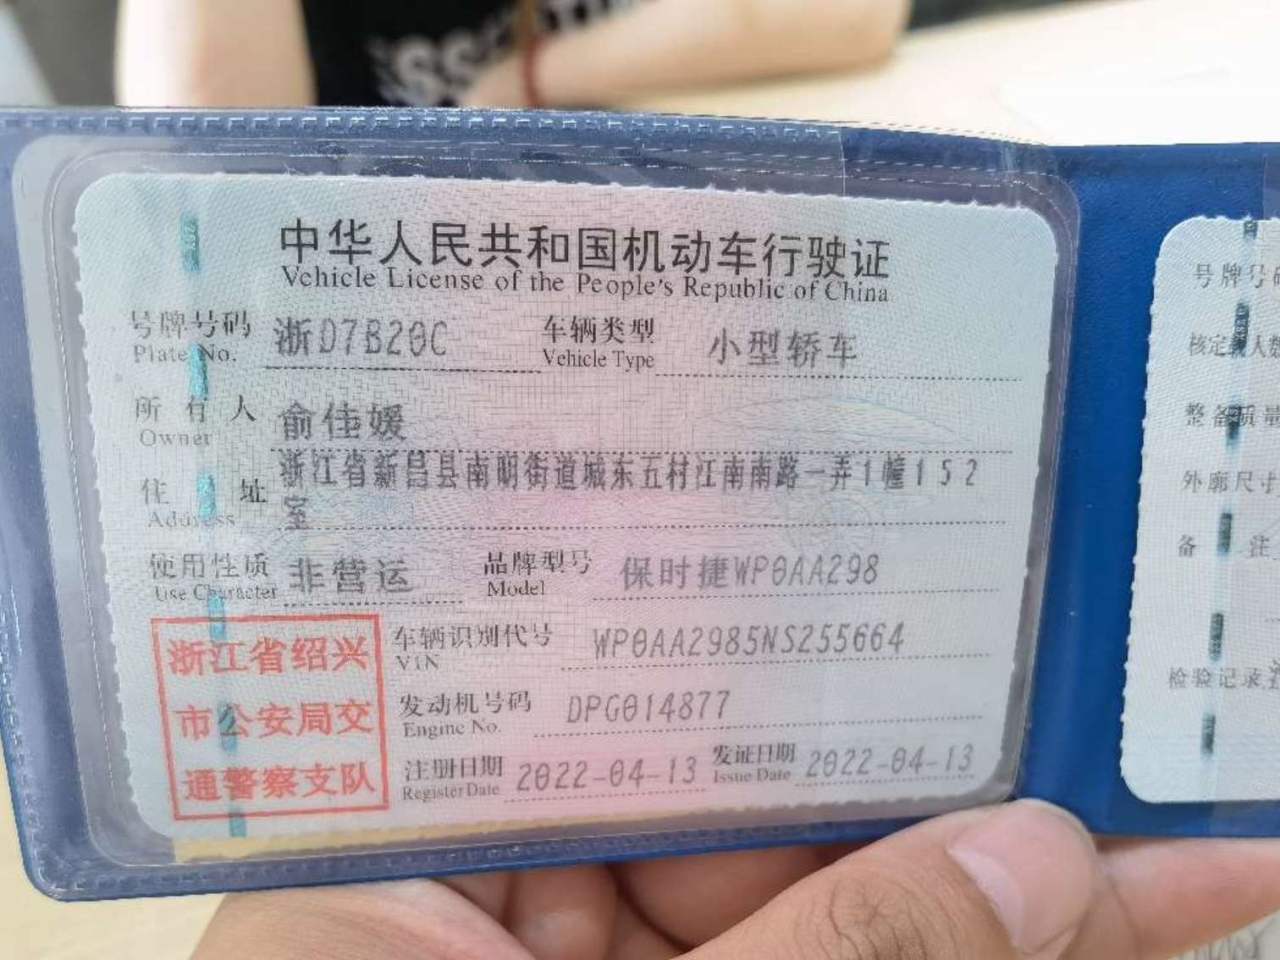 中华人民共和国机动车行驶证
Vehicle License of the People's Republic of China
号牌号码 浙D7B20C 车辆类型 小型轿车
Plate No. Vehicle Type
所有人 俞佳媛
Owner
浙江省新昌县南明街道城东五村江南南路一弄1幢152
住址 室
Address
使用性质 非营运 品牌型号 保时捷WP0AA298
Use Character Model
浙江省绍兴
市公安局交
通警察支队
车辆识别代号 WP0AA2985NS255664
VIN
发动机号码 DPG014877
Engine No.
注册日期 2022-04-13 发证日期 2022-04-13
Register Date Issue Date
号牌号码
核定载人数
整备质量
外廓尺寸
备注
检验记录